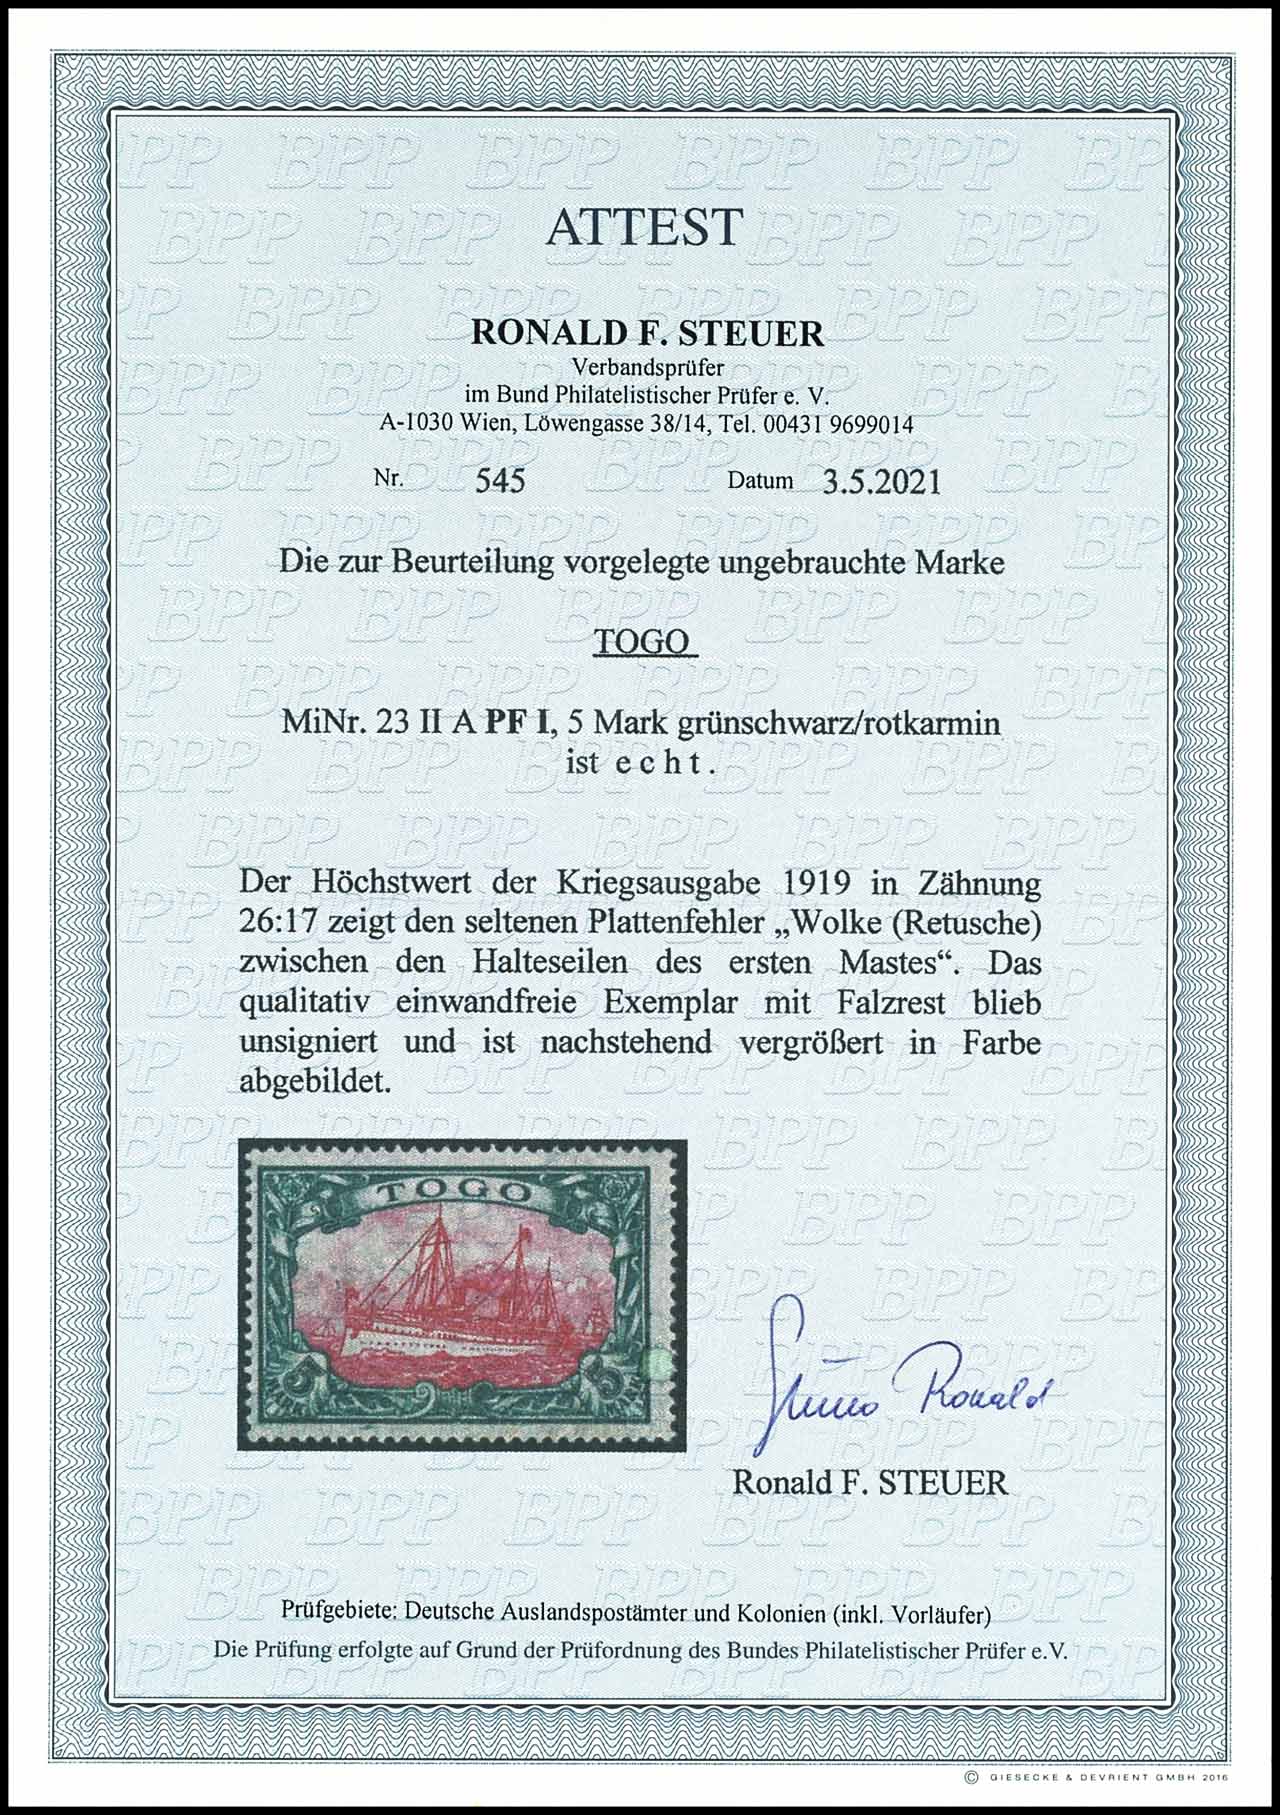 ATTEST
RONALD F. STEUER
Verbandsprüfer
im Bund Philatelistischer Prüfer e. V.
A-1030 Wien, Löwengasse 38/14, Tel. 00431 9699014
Nr. 545 Datum 3.5.2021
Die zur Beurteilung vorgelegte ungebrauchte Marke
TOGO
MiNr. 23 II A PF I, 5 Mark grünschwarz/rotkarmin
ist e c h t .
Der Höchstwert der Kriegsausgabe 1919 in Zähnung
26:17 zeigt den seltenen Plattenfehler „Wolke (Retusche)
zwischen den Halteseilen des ersten Mastes“. Das
qualitativ einwandfreie Exemplar mit Falzrest blieb
unsigniert und ist nachstehend vergrößert in Farbe
abgebildet.
TOGO
5 5
Ronald F. STEUER
Prüfgebiete: Deutsche Auslandspostämter und Kolonien (inkl. Vorläufer)
Die Prüfung erfolgte auf Grund der Prüfordnung des Bundes Philatelistischer Prüfer e.V.
© GIESECKE & DEVRIENT GMBH 2016